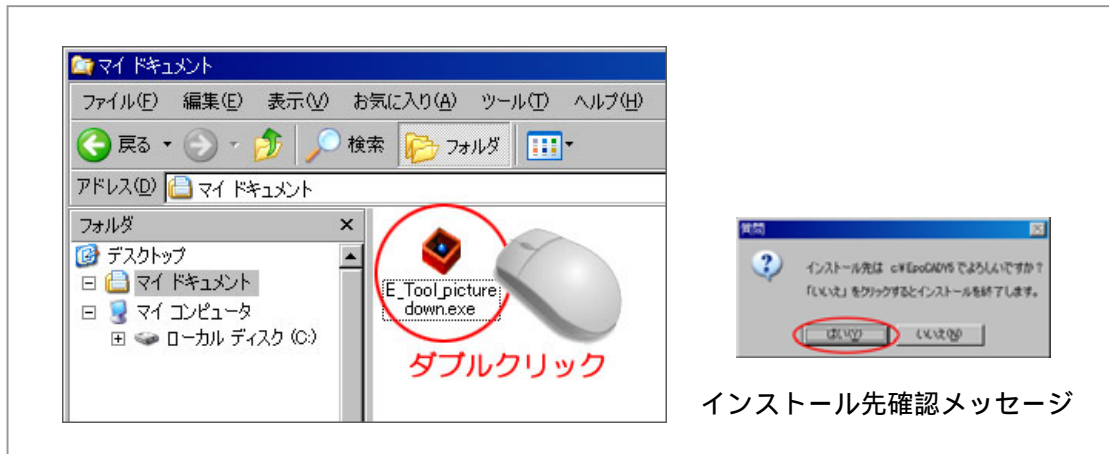 マイ ドキュメント
ファイル(F) 編集(E) 表示(V) お気に入り(A) ツール(T) ヘルプ(H)
戻る 検索 フォルダ
アドレス(D) マイ ドキュメント
フォルダ ×
デスクトップ
マイ ドキュメント
マイ コンピュータ
ローカル ディスク (C:)
E_Tool_picture
down.exe
ダブルクリック
質問
インストール先は c:¥EpoCADY5 でよろしいですか？
「いいえ」をクリックするとインストールを終了します。
はい(Y) いいえ(N)
インストール先確認メッセージ